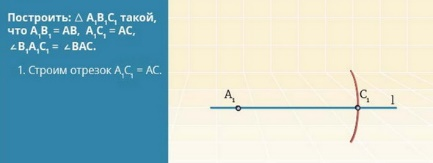 Построить: △ A₁B₁C₁ такой,
что A₁B₁ = AB, A₁C₁ = AC,
∠B₁A₁C₁ = ∠BAC.
1. Строим отрезок A₁C₁ = AC.
A₁ C₁ l